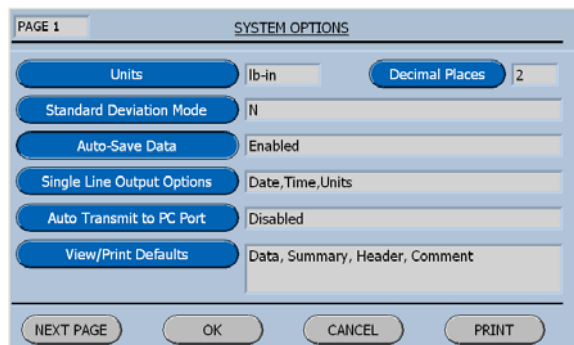 PAGE 1 SYSTEM OPTIONS
Units lb-in Decimal Places 2
Standard Deviation Mode N
Auto-Save Data Enabled
Single Line Output Options Date,Time,Units
Auto Transmit to PC Port Disabled
View/Print Defaults Data, Summary, Header, Comment
NEXT PAGE OK CANCEL PRINT